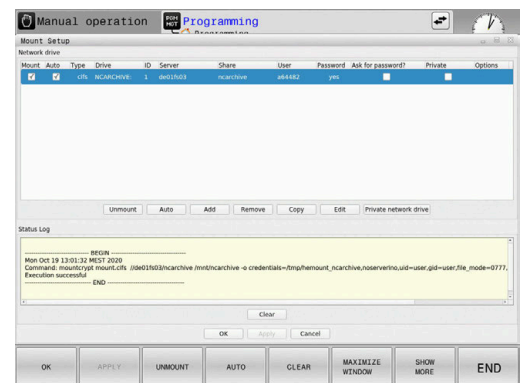 Manual operation
PGM
MGT
Programming
Programming
Mount Setup
Network drive
Mount Auto Type Drive ID Server Share User Password Ask for password? Private Options
cifs NCARCHIVE: 1 de01fs03 ncarchive a64482 yes
Unmount Auto Add Remove Copy Edit Private network drive
Status Log
------------------------ BEGIN ------------------------
Mon Oct 19 13:01:32 MEST 2020
Command: mountcrypt mount.cifs //de01fs03/ncarchive /mnt/ncarchive -o credentials=/tmp/hemount_ncarchive,noserverino,uid=user,gid=user,file_mode=0777,
Execution successful
------------------------ END ------------------------
Clear
OK Apply Cancel
OK APPLY UNMOUNT AUTO CLEAR MAXIMIZE WINDOW SHOW MORE END